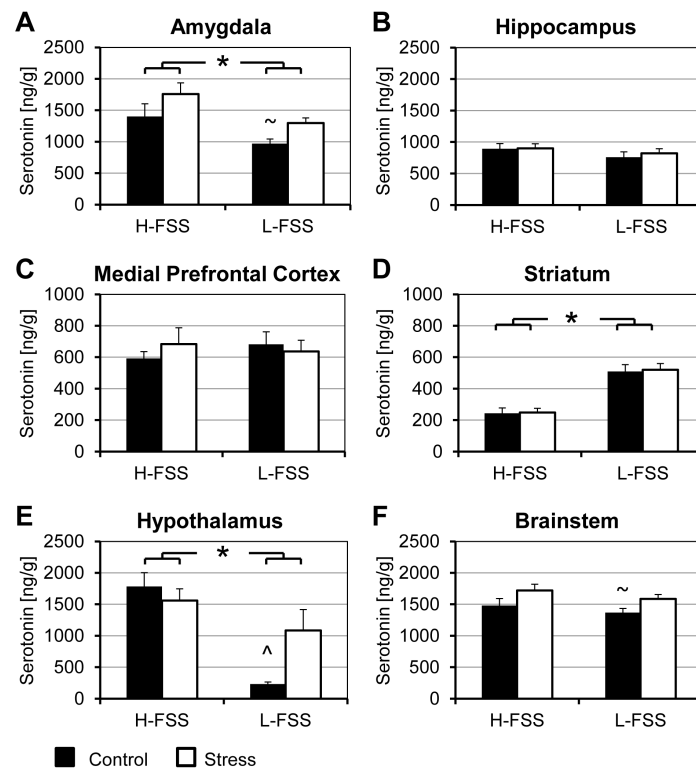 A Amygdala
Serotonin [ng/g]
2500
2000
1500
1000
500
0
*
~
H-FSS L-FSS
B Hippocampus
Serotonin [ng/g]
2500
2000
1500
1000
500
0
H-FSS L-FSS
C Medial Prefrontal Cortex
Serotonin [ng/g]
1000
800
600
400
200
0
H-FSS L-FSS
D Striatum
Serotonin [ng/g]
1000
800
600
400
200
0
*
H-FSS L-FSS
E Hypothalamus
Serotonin [ng/g]
2500
2000
1500
1000
500
0
*
^
H-FSS L-FSS
F Brainstem
Serotonin [ng/g]
2500
2000
1500
1000
500
0
~
H-FSS L-FSS
Control Stress